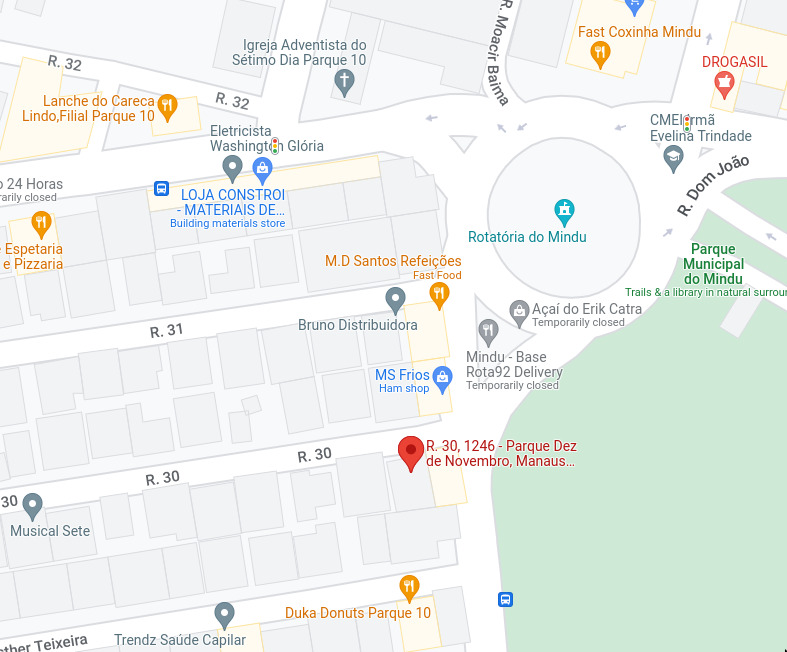 R. 32
Igreja Adventista do
Sétimo Dia Parque 10
R. Moacir Baima
Fast Coxinha Mindu
DROGASIL
Lanche do Careca
Lindo,Filial Parque 10
R. 32
Eletricista
Washington Glória
CMEI Irmã
Evelina Trindade
R. Dom João
o 24 Horas
rarily closed
LOJA CONSTROI
- MATERIAIS DE...
Building materials store
e Espetaria
e Pizzaria
Rotatória do Mindu
Parque
Municipal
do Mindu
Trails & a library in natural surrour
M.D Santos Refeições
Fast Food
Bruno Distribuidora
Açaí do Erik Catra
Temporarily closed
R. 31
Mindu - Base
Rota92 Delivery
Temporarily closed
MS Frios
Ham shop
R. 30, 1246 - Parque Dez
de Novembro, Manaus...
R. 30
R. 30
30
Musical Sete
Duka Donuts Parque 10
Trendz Saúde Capilar
ther Teixeira